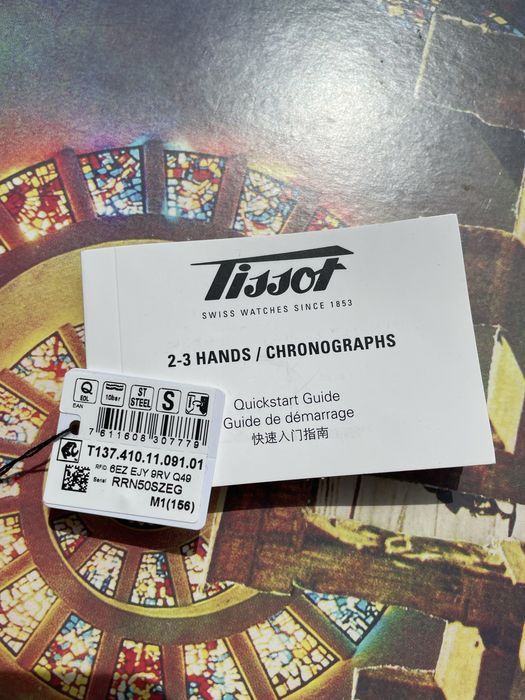 Tissot
SWISS WATCHES SINCE 1853
2-3 HANDS / CHRONOGRAPHS
Quickstart Guide
Guide de démarrage
快速入门指南
Q
EOL
10bar
ST
STEEL
S
EAN
7611608307779
T137.410.11.091.01
RFID 6EZ EJY 9RV Q49
Serial RRN50SZEG
M1(156)